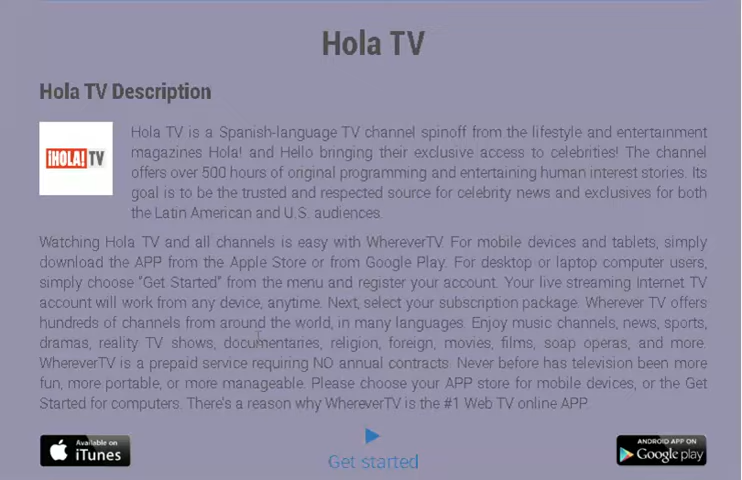 Hola TV
Hola TV Description
¡HOLA! TV
Hola TV is a Spanish-language TV channel spinoff from the lifestyle and entertainment
magazines Hola! and Hello bringing their exclusive access to celebrities! The channel
offers over 500 hours of original programming and entertaining human interest stories. Its
goal is to be the trusted and respected source for celebrity news and exclusives for both
the Latin American and U.S. audiences.
Watching Hola TV and all channels is easy with WhereverTV. For mobile devices and tablets, simply
download the APP from the Apple Store or from Google Play. For desktop or laptop computer users,
simply choose "Get Started" from the menu and register your account. Your live streaming Internet TV
account will work from any device, anytime. Next, select your subscription package. Wherever TV offers
hundreds of channels from around the world, in many languages. Enjoy music channels, news, sports,
dramas, reality TV shows, documentaries, religion, foreign, movies, films, soap operas, and more.
WhereverTV is a prepaid service requiring NO annual contracts. Never before has television been more
fun, more portable, or more manageable. Please choose your APP store for mobile devices, or the Get
Started for computers. There's a reason why WhereverTV is the #1 Web TV online APP.
Available on
iTunes
Get started
ANDROID APP ON
Google play